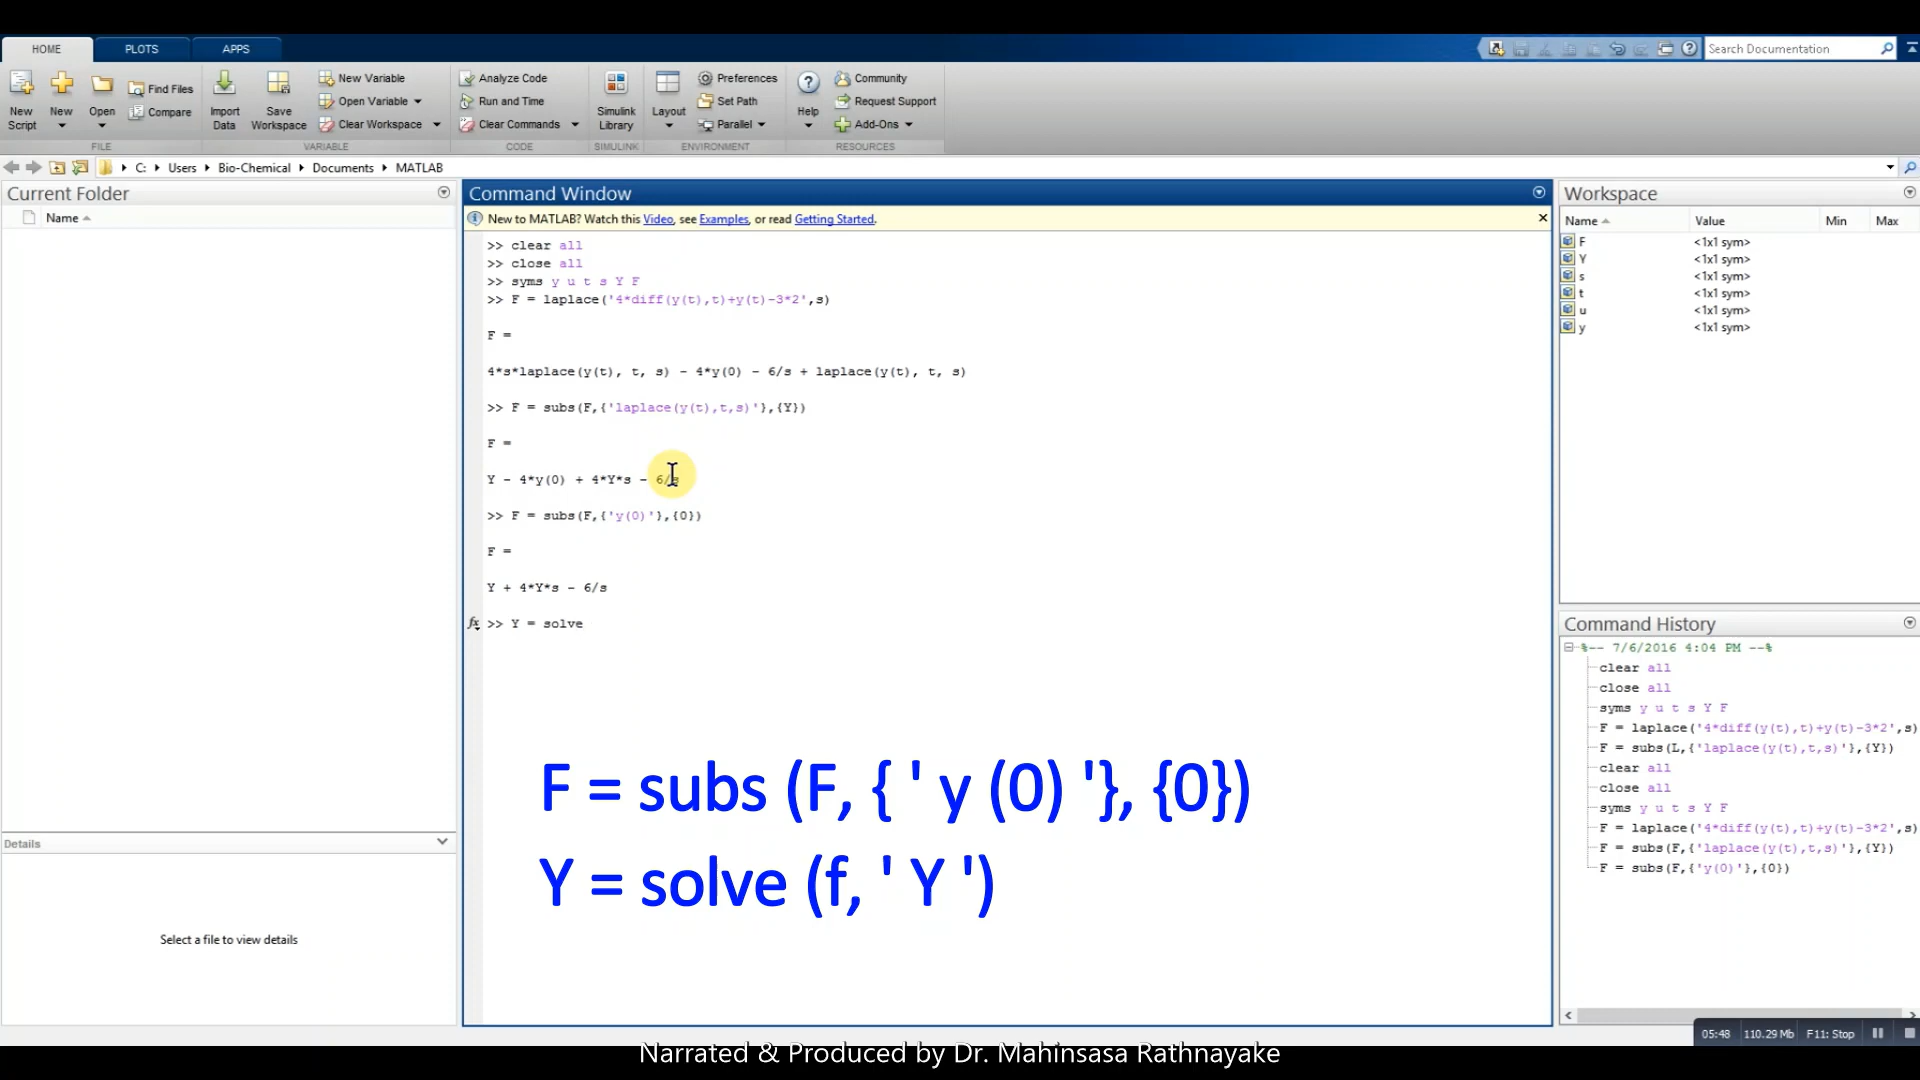 HOME PLOTS APPS Search Documentation
New Script New Open Find Files Compare Import Data Save Workspace New Variable Open Variable Clear Workspace Analyze Code Run and Time Clear Commands Simulink Library Layout Preferences Set Path Parallel Help Community Request Support Add-Ons
FILE VARIABLE CODE SIMULINK ENVIRONMENT RESOURCES
C: Users Bio-Chemical Documents MATLAB
Current Folder
Name
Details
Select a file to view details
Command Window
New to MATLAB? Watch this Video, see Examples, or read Getting Started.
>> clear all
>> close all
>> syms y u t s Y F
>> F = laplace('4*diff(y(t),t)+y(t)-3*2',s)
F =
4*s*laplace(y(t), t, s) - 4*y(0) - 6/s + laplace(y(t), t, s)
>> F = subs(F,{'laplace(y(t),t,s)'},{Y})
F =
Y - 4*y(0) + 4*Y*s - 6/s
>> F = subs(F,{'y(0)'},{0})
F =
Y + 4*Y*s - 6/s
fx >> Y = solve
F = subs (F, { ' y (0) '}, {0})
Y = solve (f, ' Y ')
Workspace
Name Value Min Max
F <1x1 sym>
Y <1x1 sym>
s <1x1 sym>
t <1x1 sym>
u <1x1 sym>
y <1x1 sym>
Command History
%-- 7/6/2016 4:04 PM --%
clear all
close all
syms y u t s Y F
F = laplace('4*diff(y(t),t)+y(t)-3*2',s)
F = subs(L,{'laplace(y(t),t,s)'},{Y})
clear all
close all
syms y u t s Y F
F = laplace('4*diff(y(t),t)+y(t)-3*2',s)
F = subs(F,{'laplace(y(t),t,s)'},{Y})
F = subs(F,{'y(0)'},{0})
05:48 110.29 Mb F11: Stop
Narrated & Produced by Dr. Mahinsasa Rathnayake